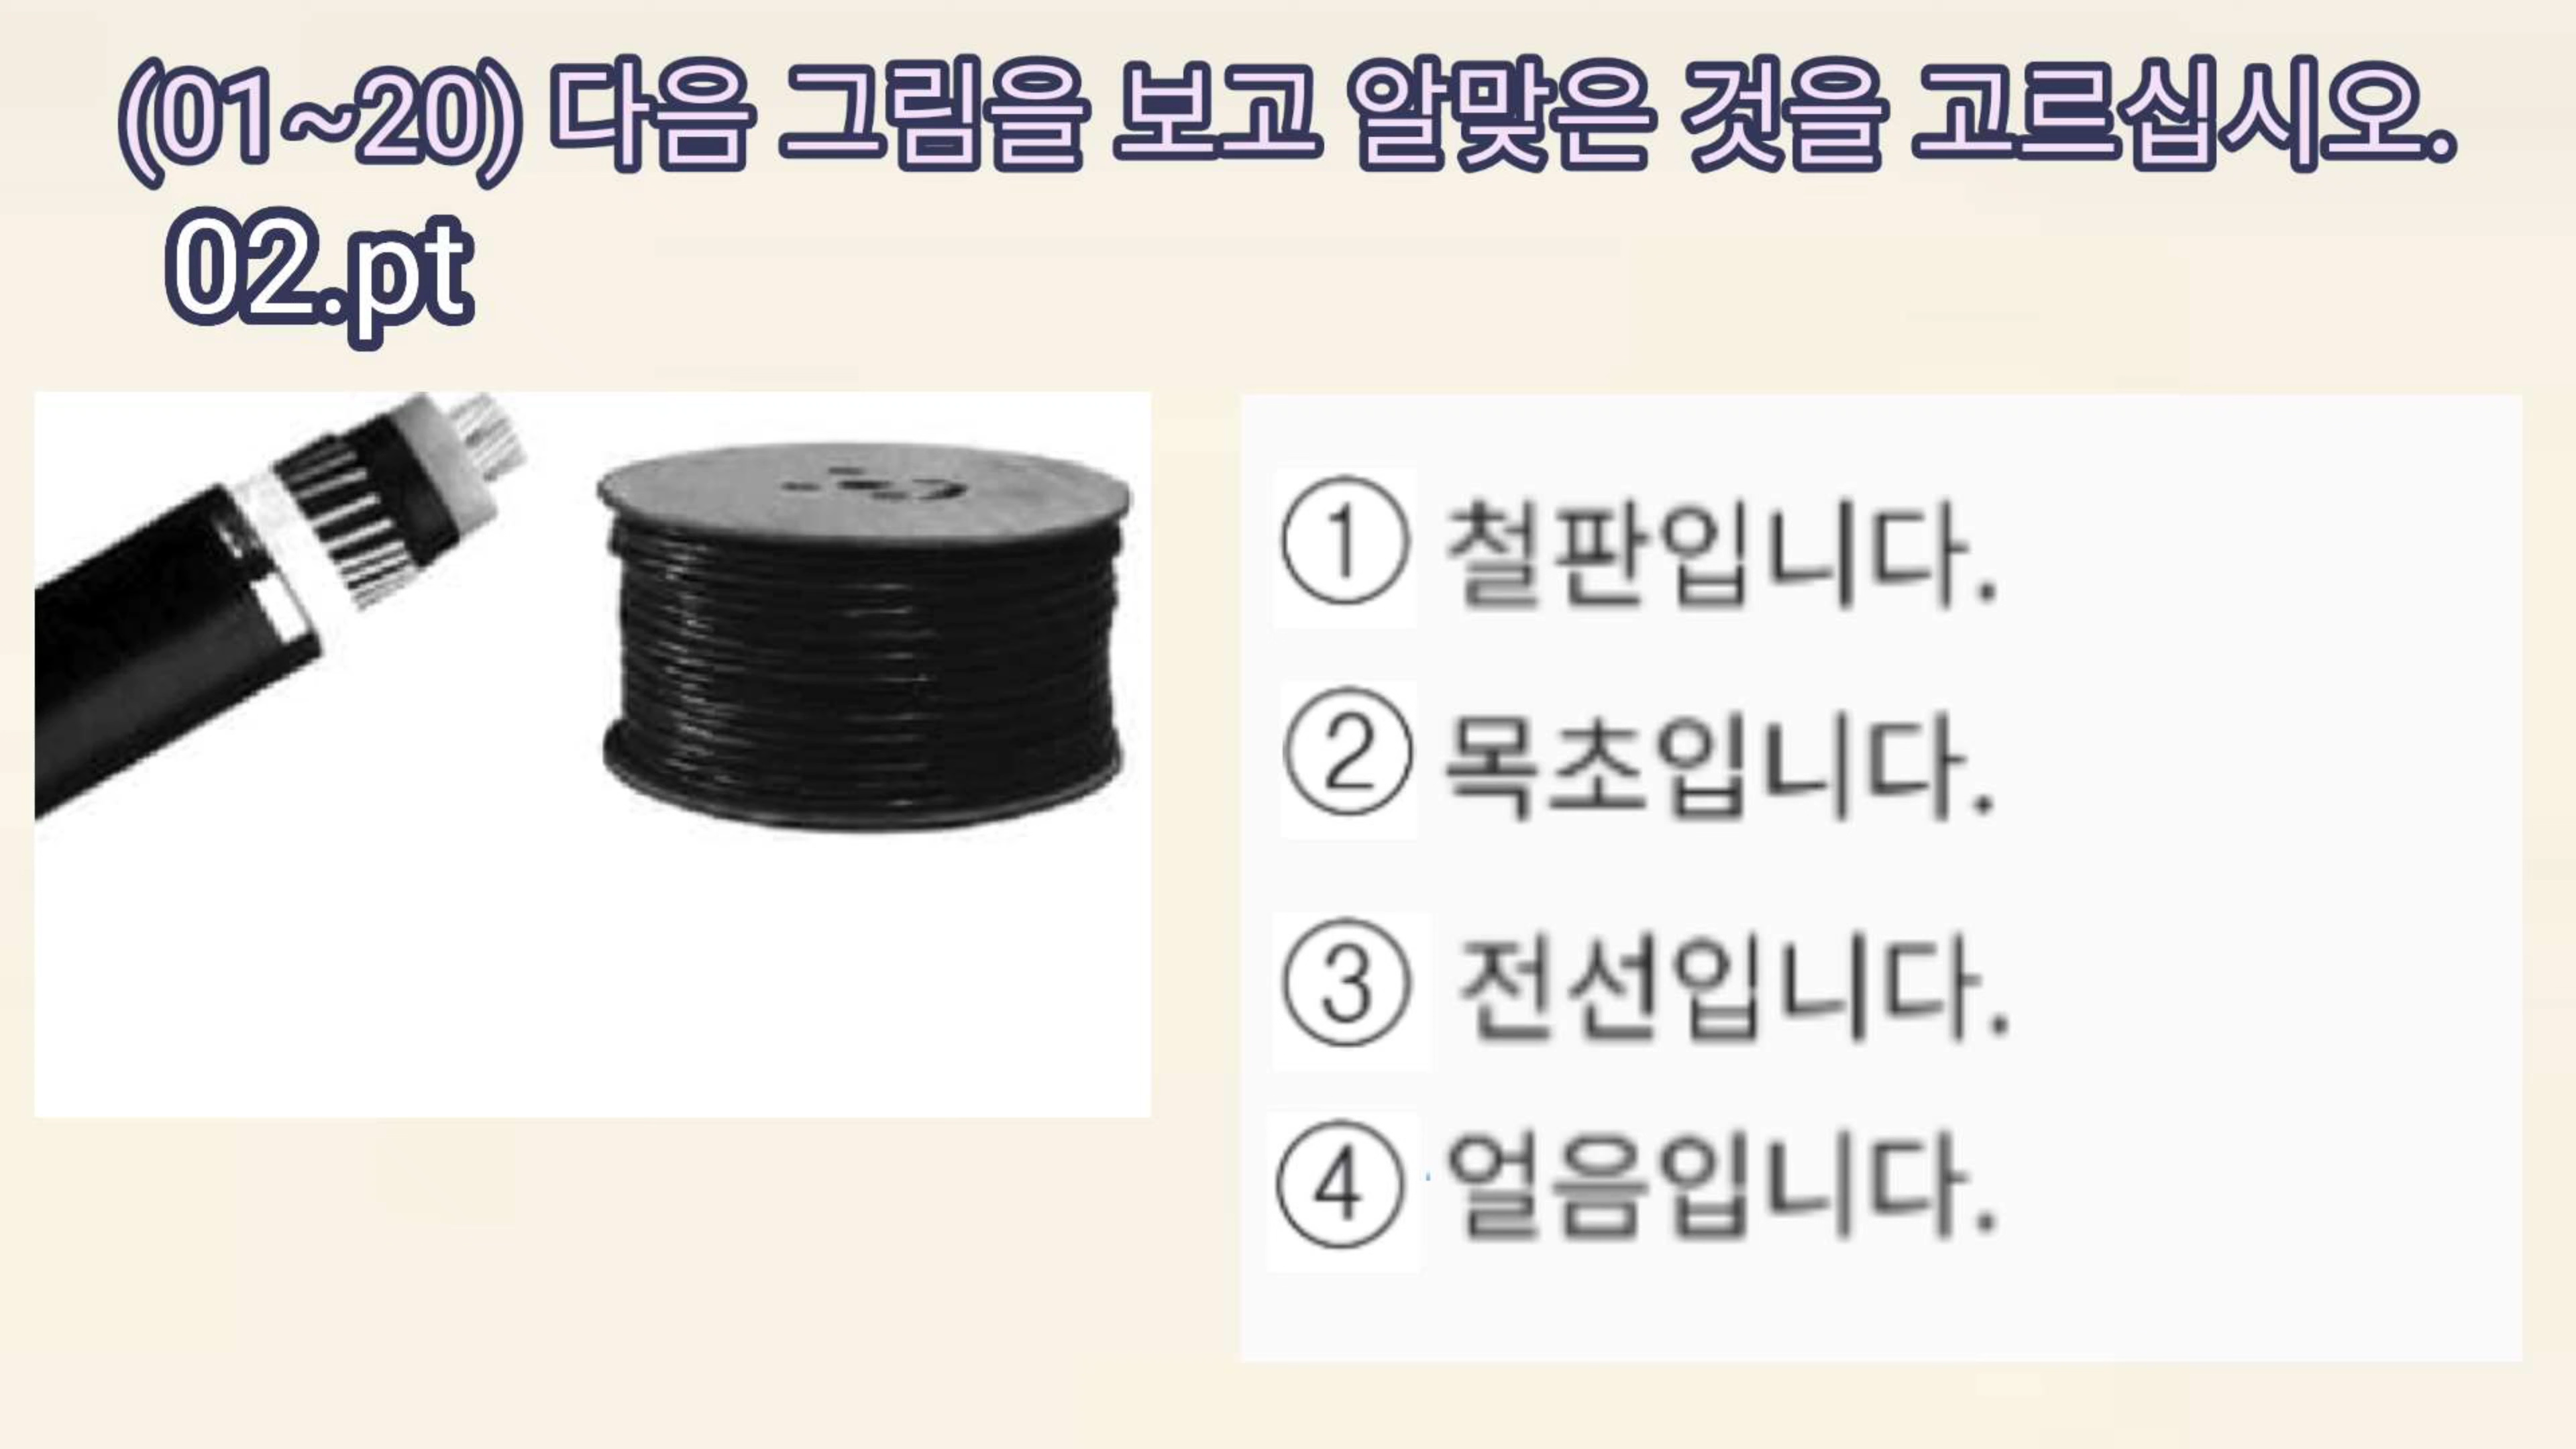 (01~20) 다음 그림을 보고 알맞은 것을 고르십시오.
02.pt
① 철판입니다.
② 목초입니다.
③ 전선입니다.
④ 얼음입니다.